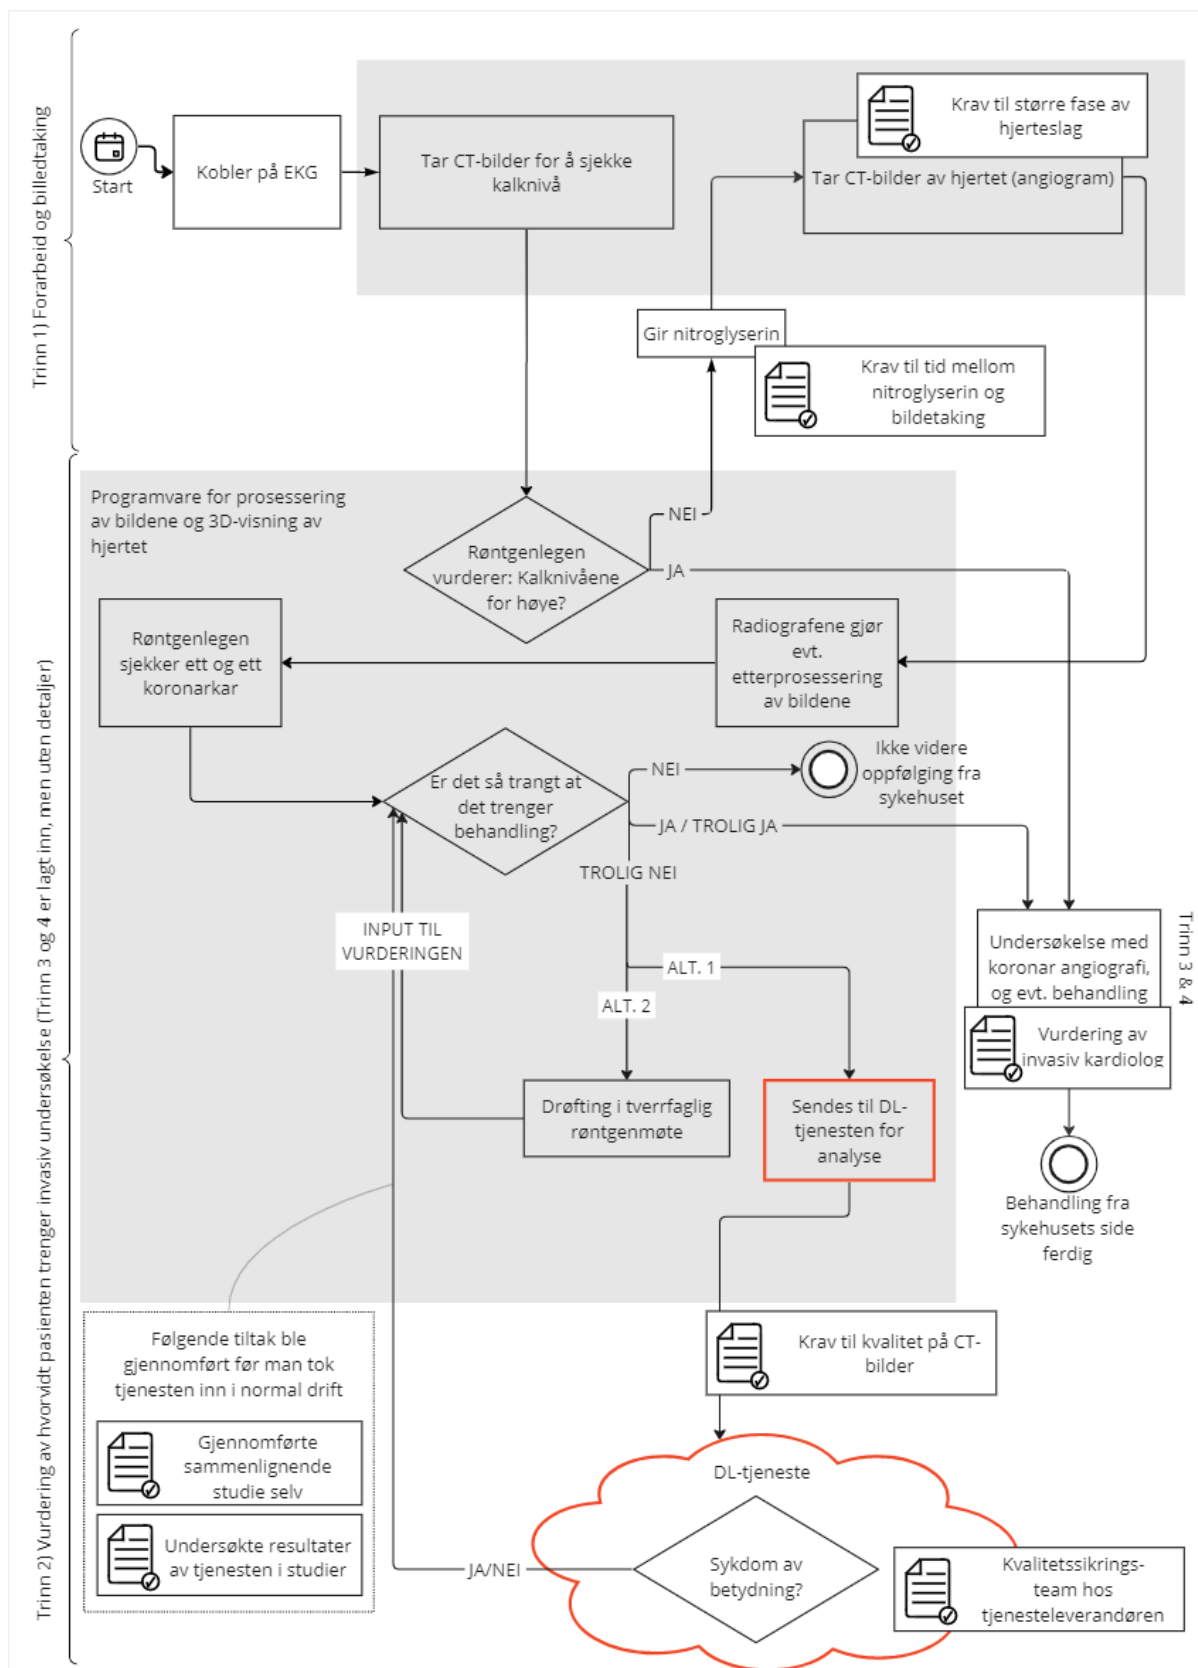 Trinn 1) Forarbeid og billedtaking
Start
Kobler på EKG
Tar CT-bilder for å sjekke
kalknivå
Krav til større fase av
hjerteslag
Tar CT-bilder av hjertet (angiogram)
Gir nitroglyserin
Krav til tid mellom
nitroglyserin og
bildetaking
Trinn 2) Vurdering av hvorvidt pasienten trenger invasiv undersøkelse (Trinn 3 og 4 er lagt inn, men uten detaljer)
Programvare for prosessering
av bildene og 3D-visning av
hjertet
Røntgenlegen
vurderer: Kalknivåene
for høye?
NEI
JA
Røntgenlegen
sjekker ett og ett
koronarkar
Radiografene gjør
evt.
etterprosessering
av bildene
Er det så trangt at
det trenger
behandling?
NEI
Ikke videre
oppfølging fra
sykehuset
JA / TROLIG JA
TROLIG NEI
INPUT TIL
VURDERINGEN
ALT. 1
ALT. 2
Trinn 3 & 4
Undersøkelse med
koronar angiografi,
og evt. behandling
Vurdering av
invasiv kardiolog
Drøfting i tverrfaglig
røntgenmøte
Sendes til DL-
tjenesten for
analyse
Behandling fra
sykehusets side
ferdig
Følgende tiltak ble
gjennomført før man tok
tjenesten inn i normal drift
Gjennomførte
sammenlignende
studie selv
Undersøkte resultater
av tjenesten i studier
Krav til kvalitet på CT-
bilder
DL-tjeneste
Sykdom av
betydning?
JA/NEI
Kvalitetssikrings-
team hos
tjenesteleverandøren